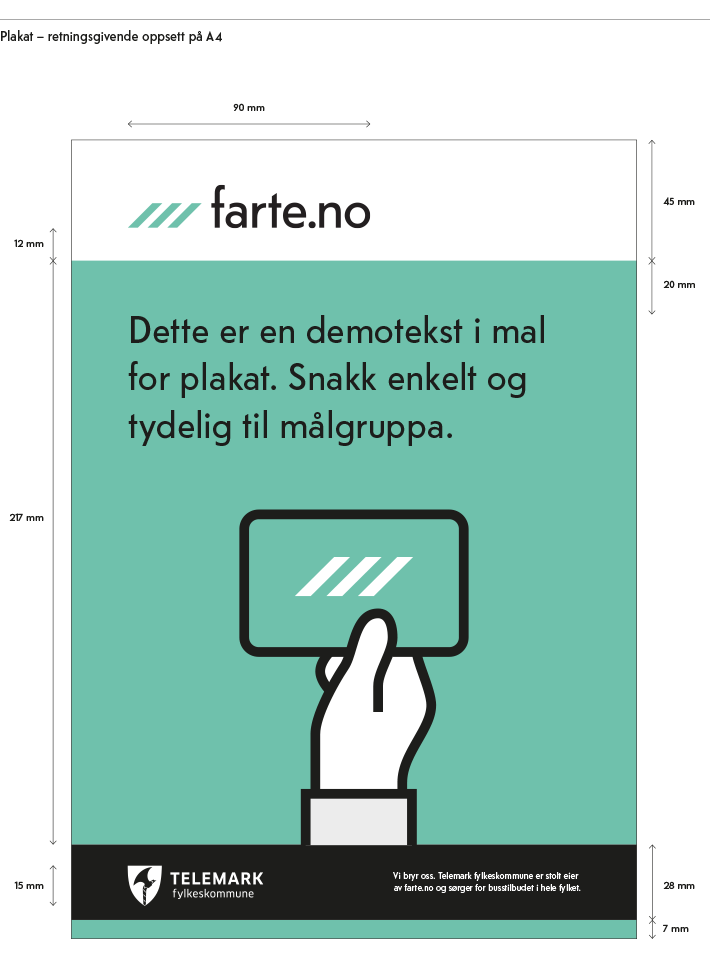 Plakat – retningsgivende oppsett på A4
90 mm
farte.no
45 mm
12 mm
20 mm
Dette er en demotekst i mal
for plakat. Snakk enkelt og
tydelig til målgruppa.
217 mm
TELEMARK
fylkeskommune
Vi bryr oss. Telemark fylkeskommune er stolt eier
av farte.no og sørger for busstilbudet i hele fylket.
15 mm
28 mm
7 mm